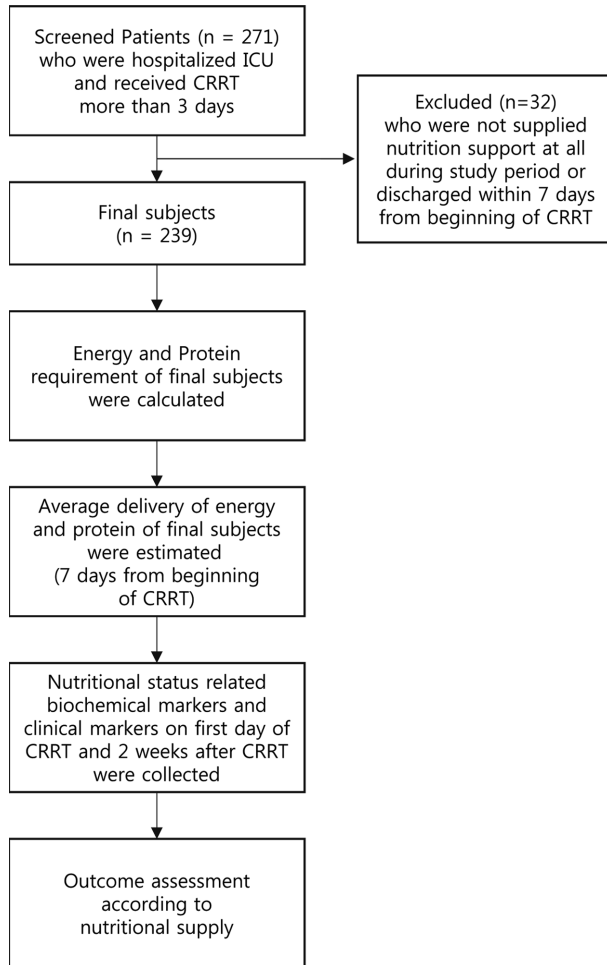 Screened Patients (n = 271)
who were hospitalized ICU
and received CRRT
more than 3 days
Excluded (n=32)
who were not supplied
nutrition support at all
during study period or
discharged within 7 days
from beginning of CRRT
Final subjects
(n = 239)
Energy and Protein
requirement of final subjects
were calculated
Average delivery of energy
and protein of final subjects
were estimated
(7 days from beginning
of CRRT)
Nutritional status related
biochemical markers and
clinical markers on first day of
CRRT and 2 weeks after CRRT
were collected
Outcome assessment
according to
nutritional supply